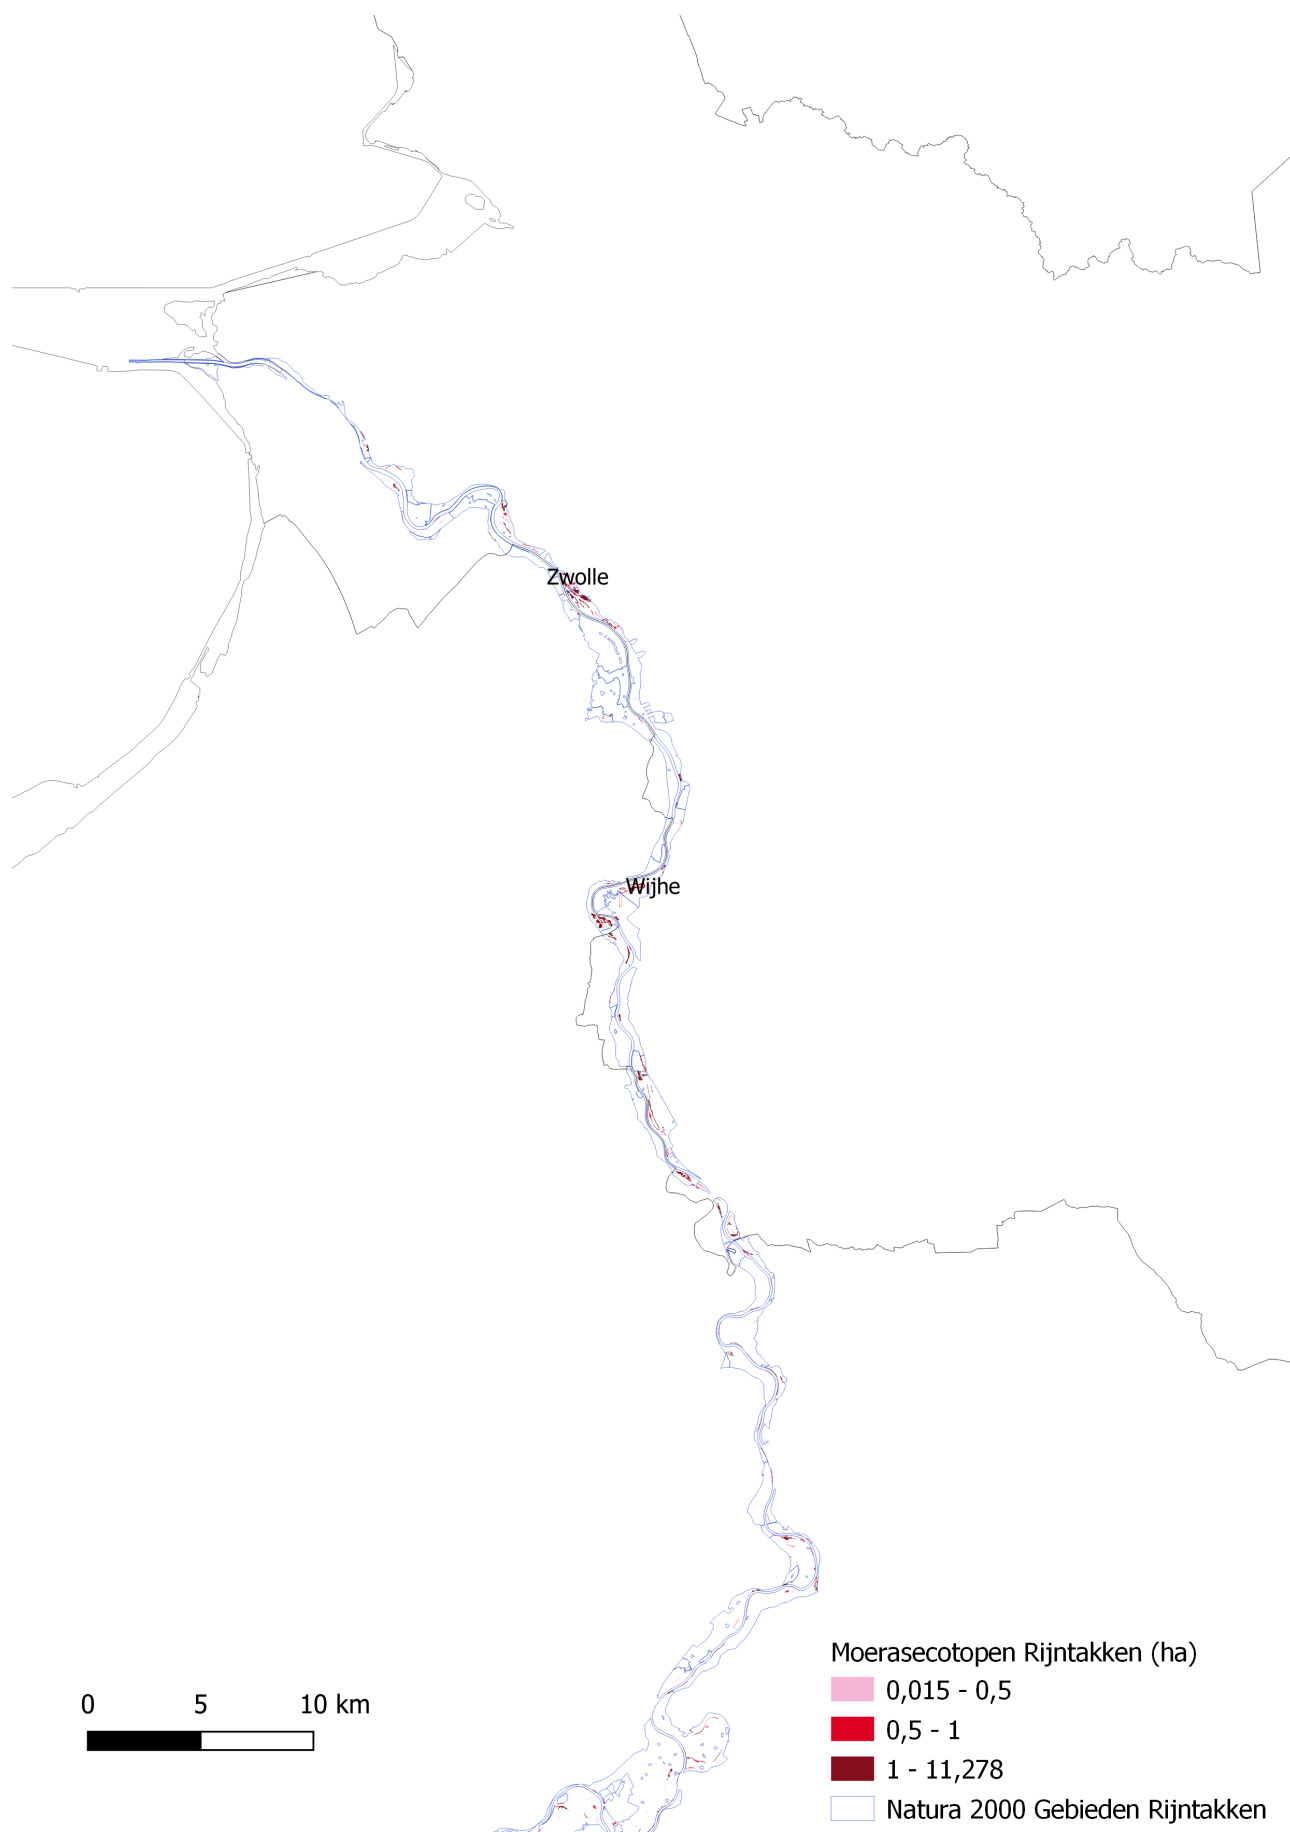 Zwolle
Wijhe
Moerasecotopen Rijntakken (ha)
0,015 - 0,5
0,5 - 1
1 - 11,278
Natura 2000 Gebieden Rijntakken
0 5 10 km